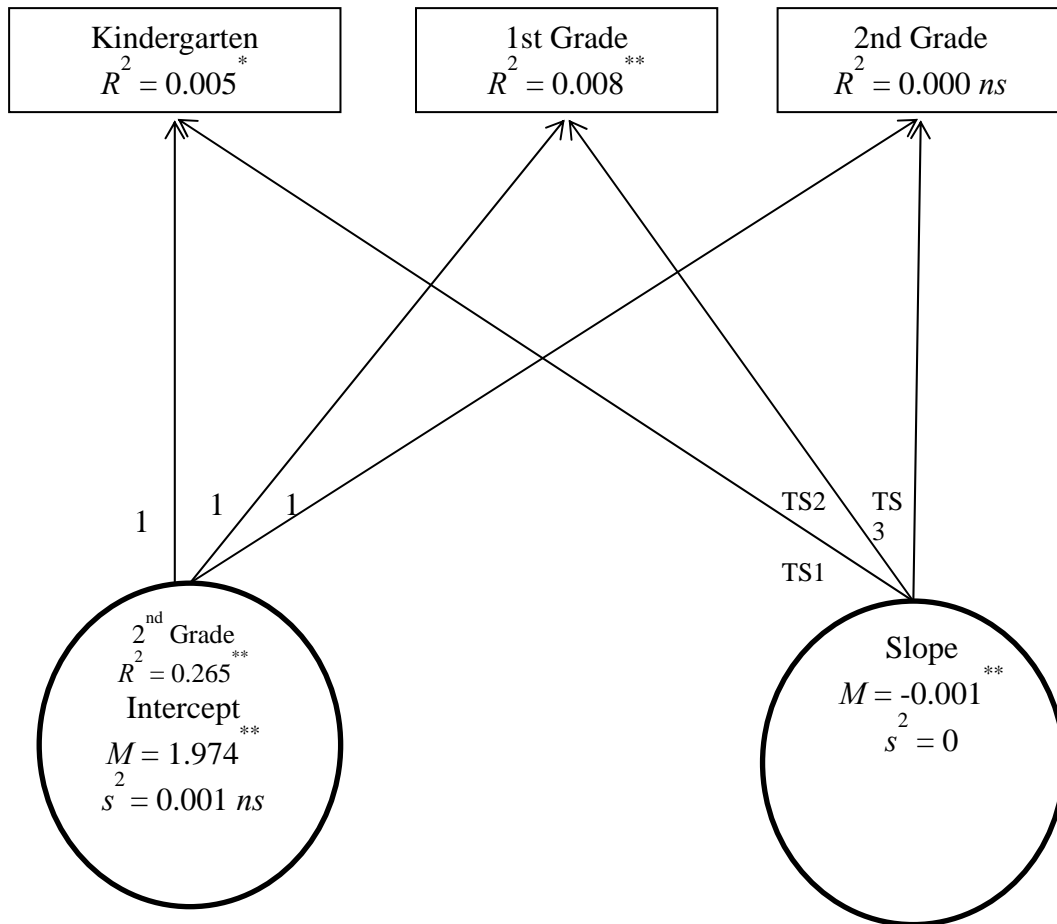 Kindergarten
R² = 0.005*
1st Grade
R² = 0.008**
2nd Grade
R² = 0.000 ns
1
1
1
TS2
TS
3
TS1
2nd Grade
R² = 0.265**
Intercept
M = 1.974**
s² = 0.001 ns
Slope
M = -0.001**
s² = 0